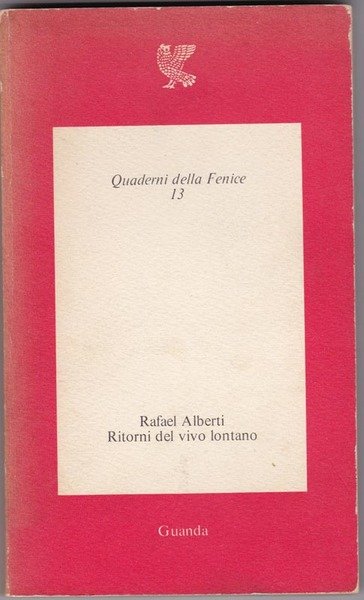 Quaderni della Fenice
13
Rafael Alberti
Ritorni del vivo lontano
Guanda